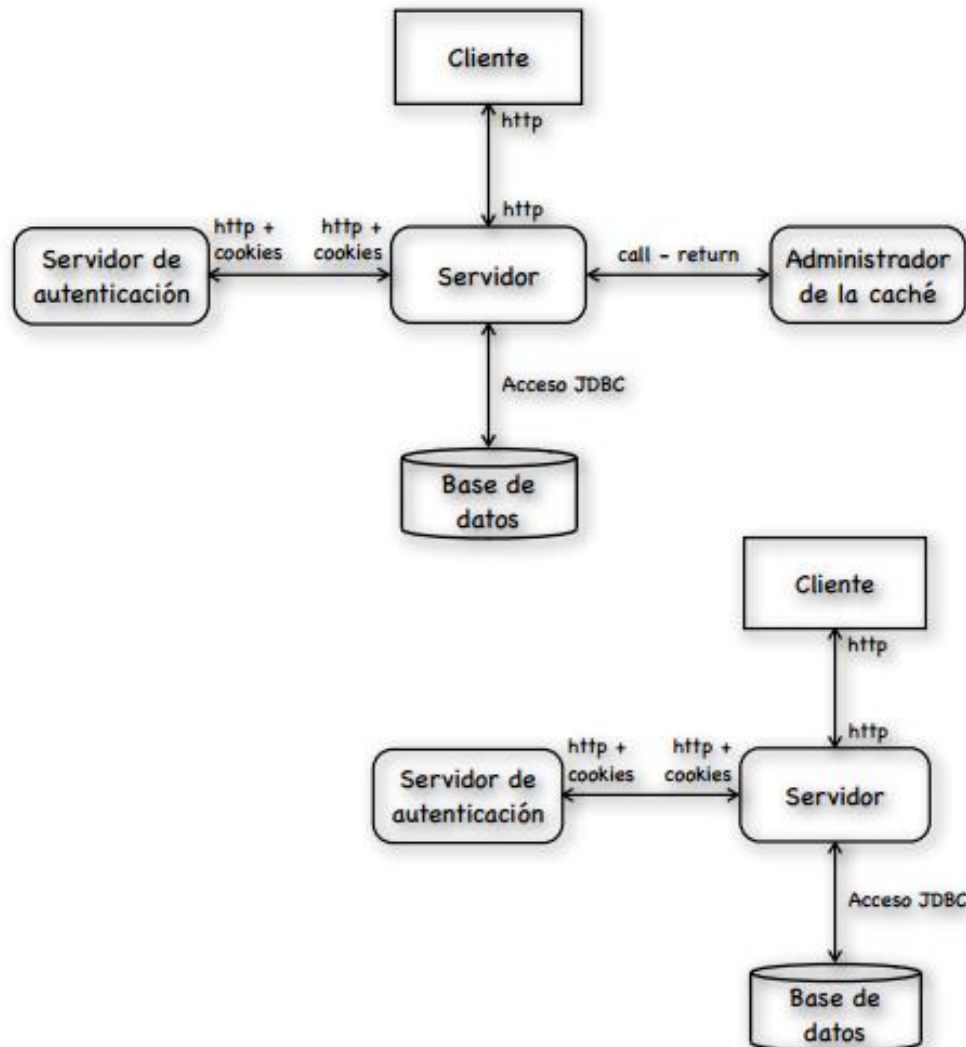 Cliente
http
http
http +
cookies
http +
cookies
Servidor de
autenticación
Servidor
call - return
Administrador
de la caché
Acceso JDBC
Base de
datos
Cliente
http
http
http +
cookies
http +
cookies
Servidor de
autenticación
Servidor
Acceso JDBC
Base de
datos